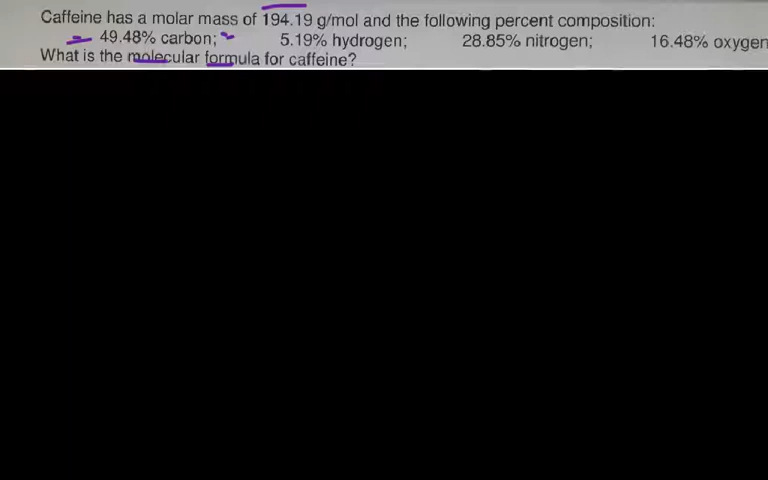 Caffeine has a molar mass of 194.19 g/mol and the following percent composition:
49.48% carbon; 5.19% hydrogen; 28.85% nitrogen; 16.48% oxygen
What is the molecular formula for caffeine?